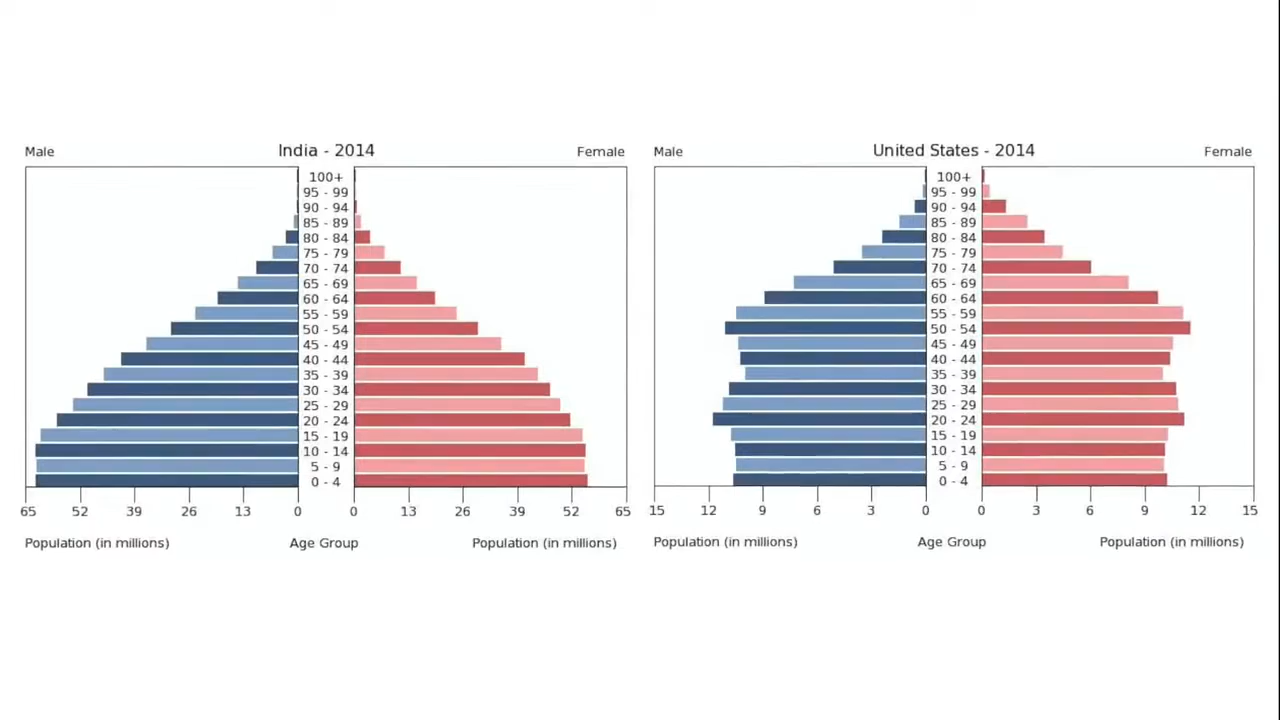 Male India - 2014 Female
100+
95 - 99
90 - 94
85 - 89
80 - 84
75 - 79
70 - 74
65 - 69
60 - 64
55 - 59
50 - 54
45 - 49
40 - 44
35 - 39
30 - 34
25 - 29
20 - 24
15 - 19
10 - 14
5 - 9
0 - 4
65 52 39 26 13 0 0 13 26 39 52 65
Population (in millions) Age Group Population (in millions)
Male United States - 2014 Female
100+
95 - 99
90 - 94
85 - 89
80 - 84
75 - 79
70 - 74
65 - 69
60 - 64
55 - 59
50 - 54
45 - 49
40 - 44
35 - 39
30 - 34
25 - 29
20 - 24
15 - 19
10 - 14
5 - 9
0 - 4
15 12 9 6 3 0 0 3 6 9 12 15
Population (in millions) Age Group Population (in millions)